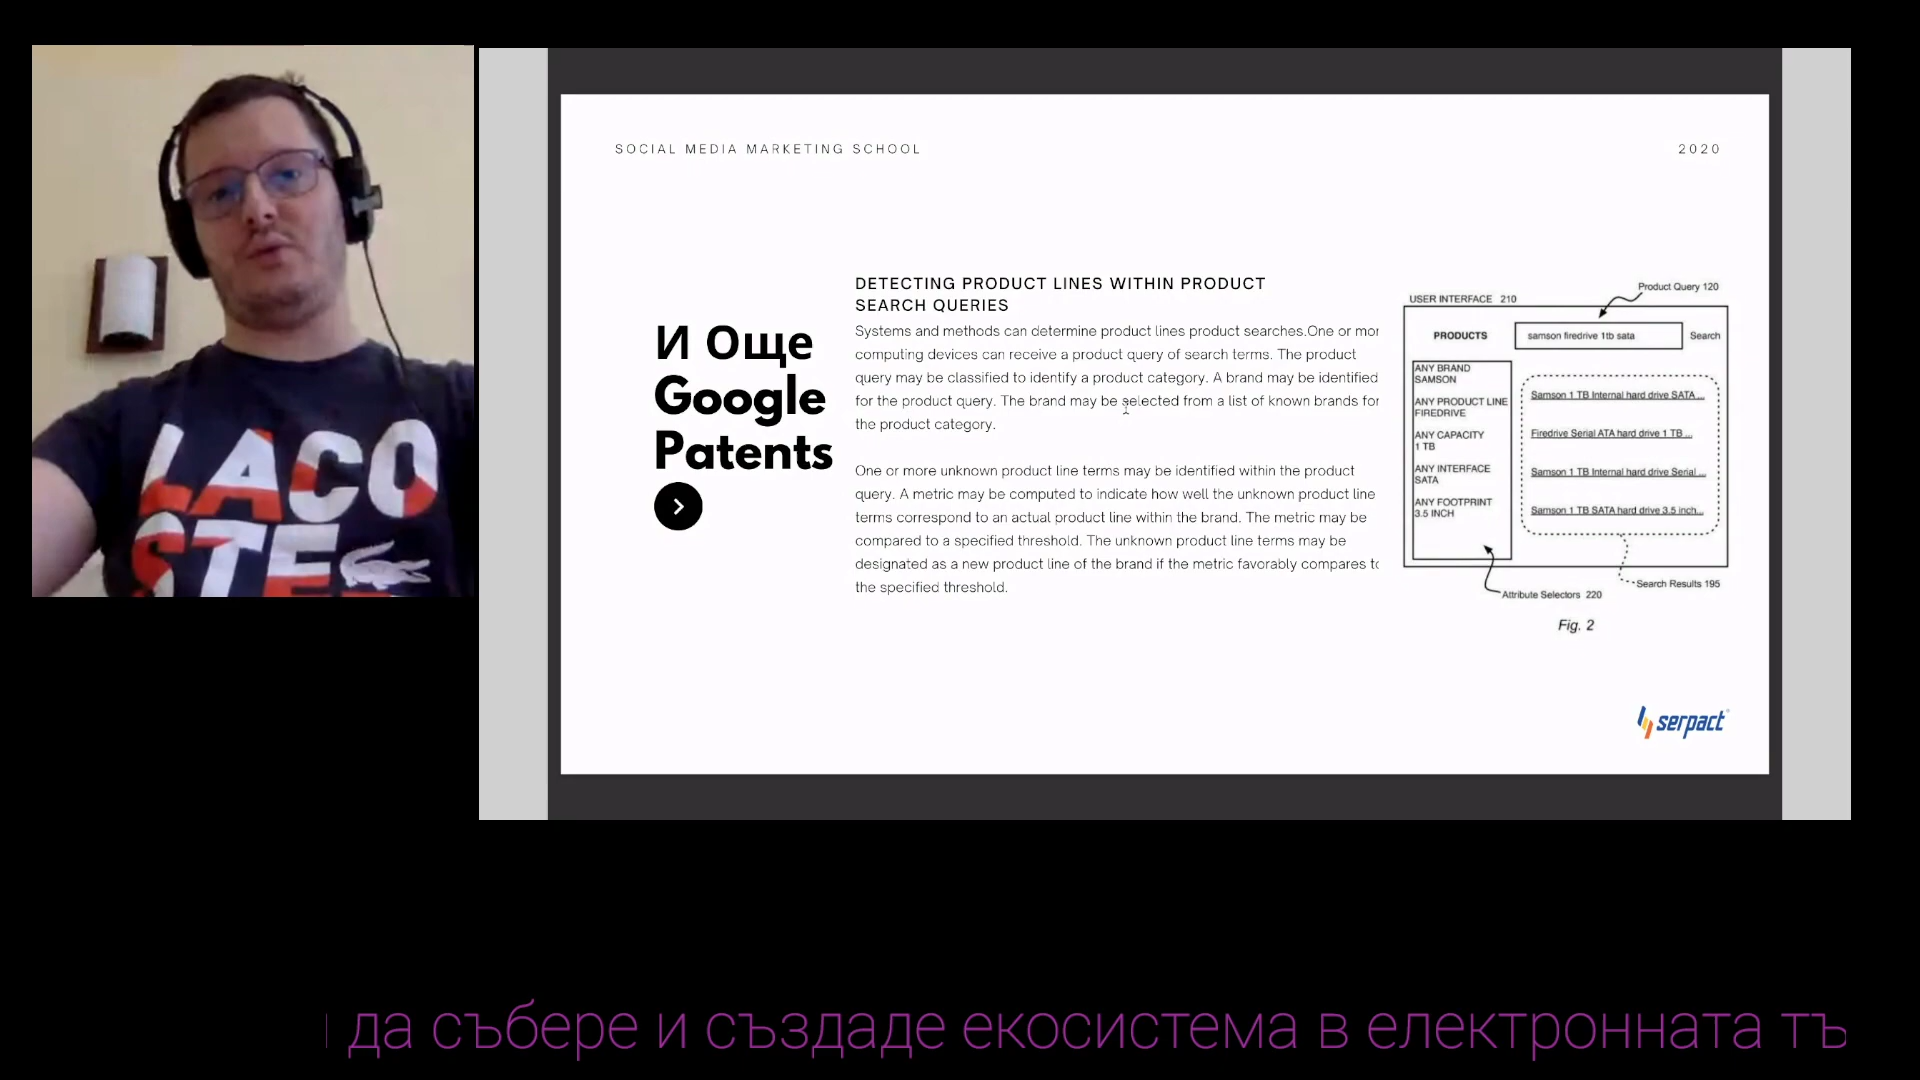 LACO
STE
SOCIAL MEDIA MARKETING SCHOOL
2020
И Още
Google
Patents
DETECTING PRODUCT LINES WITHIN PRODUCT
SEARCH QUERIES
Systems and methods can determine product lines product searches.One or mor
computing devices can receive a product query of search terms. The product
query may be classified to identify a product category. A brand may be identified
for the product query. The brand may be selected from a list of known brands for
the product category.
One or more unknown product line terms may be identified within the product
query. A metric may be computed to indicate how well the unknown product line
terms correspond to an actual product line within the brand. The metric may be
compared to a specified threshold. The unknown product line terms may be
designated as a new product line of the brand if the metric favorably compares to
the specified threshold.
Product Query 120
USER INTERFACE 210
PRODUCTS
samson firedrive 1tb sata
Search
ANY BRAND
SAMSON
ANY PRODUCT LINE
FIREDRIVE
ANY CAPACITY
1 TB
ANY INTERFACE
SATA
ANY FOOTPRINT
3.5 INCH
Samson 1 TB Internal hard drive SATA ...
Firedrive Serial ATA hard drive 1 TB ...
Samson 1 TB Internal hard drive Serial ...
Samson 1 TB SATA hard drive 3.5 inch...
Search Results 195
Attribute Selectors 220
Fig. 2
serpact
да събере и създаде екосистема в електронната тъ